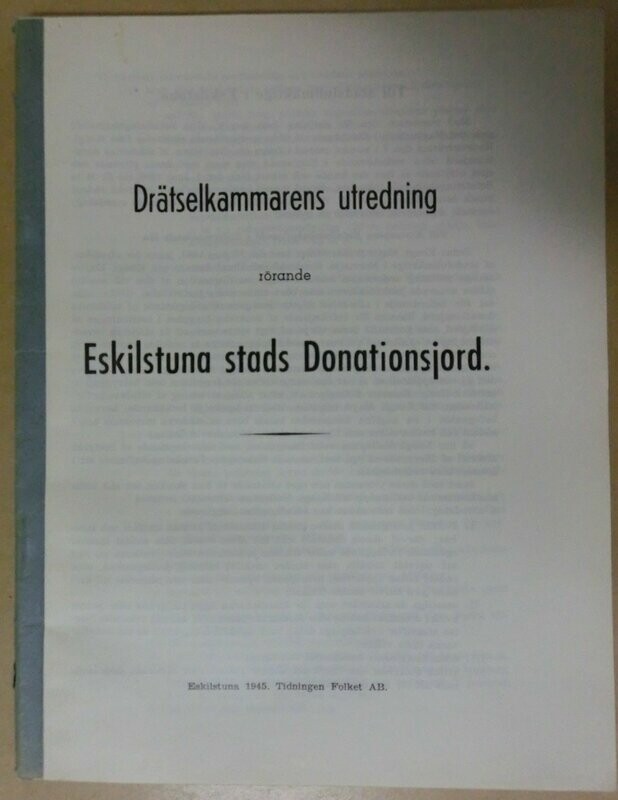 Drätselkammarens utredning
rörande
Eskilstuna stads Donationsjord.
Eskilstuna 1945. Tidningen Folket AB.